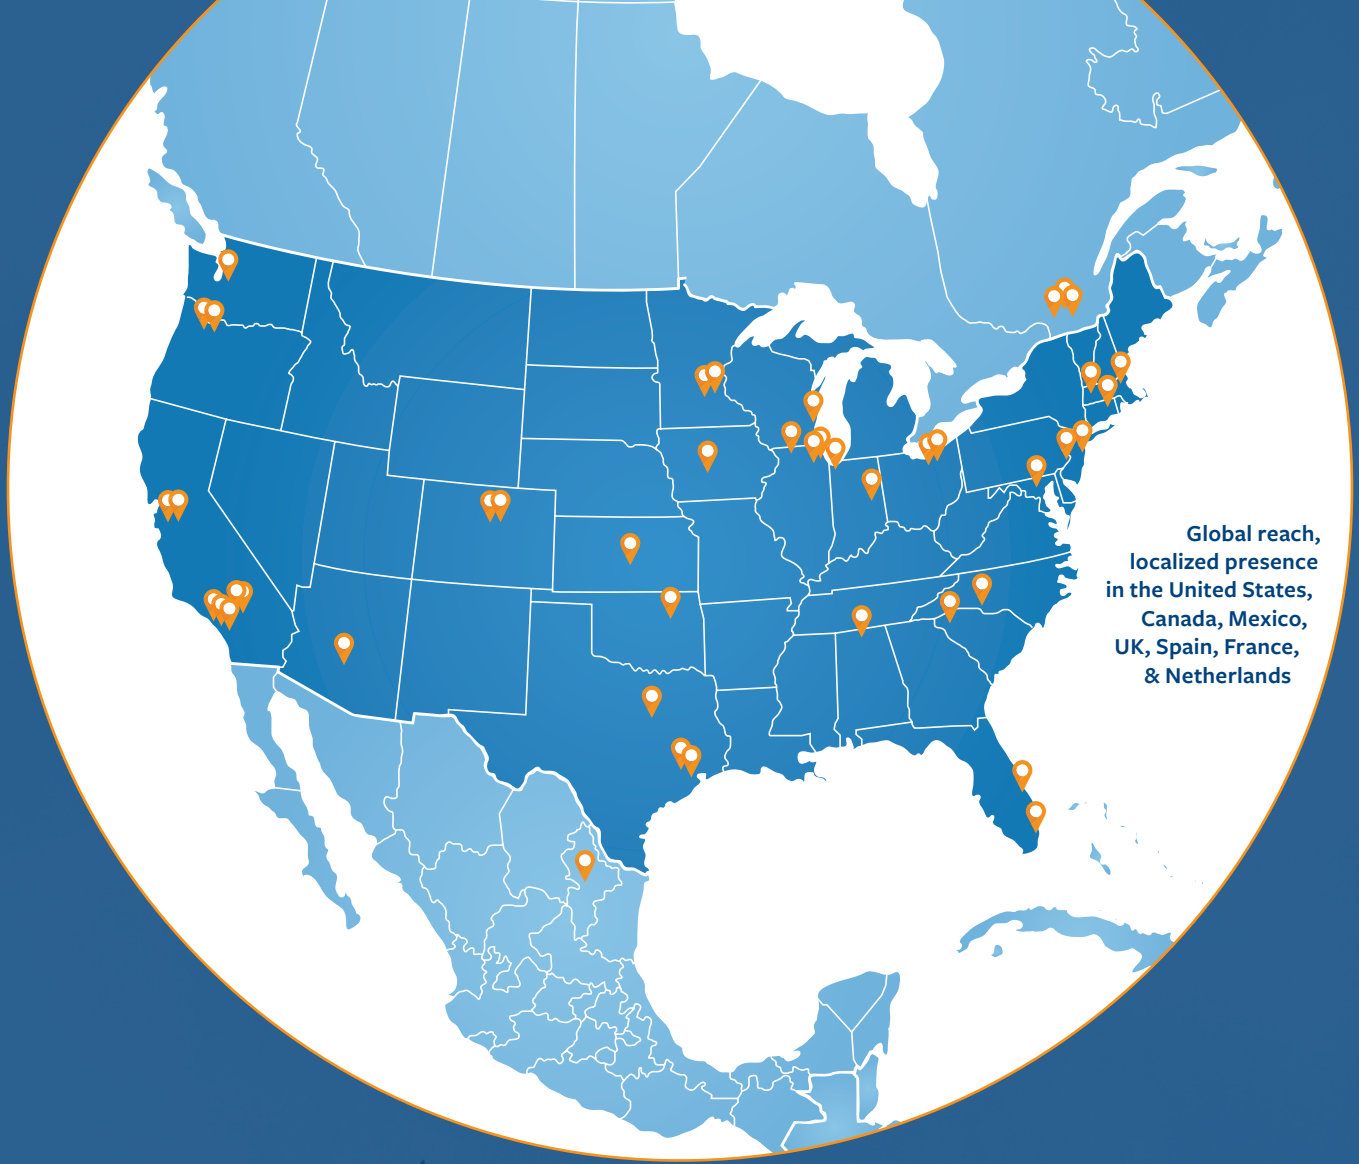 Global reach,
localized presence
in the United States,
Canada, Mexico,
UK, Spain, France,
& Netherlands